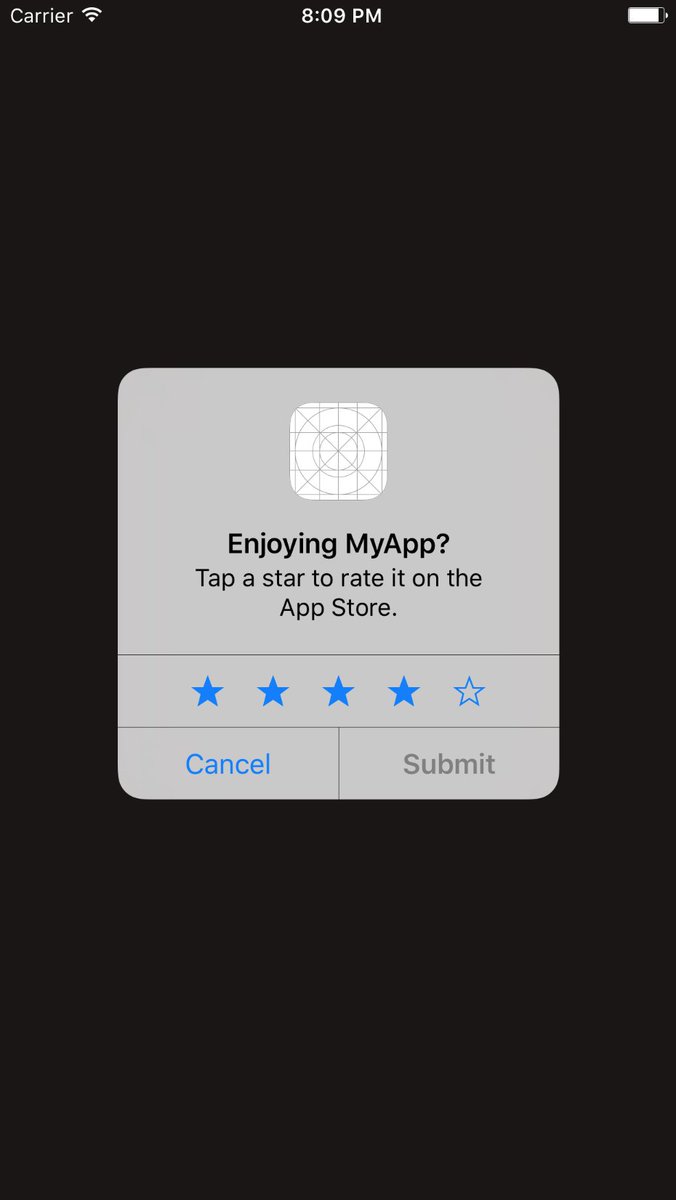 Carrier 8:09 PM
Enjoying MyApp?
Tap a star to rate it on the
App Store.
Cancel Submit